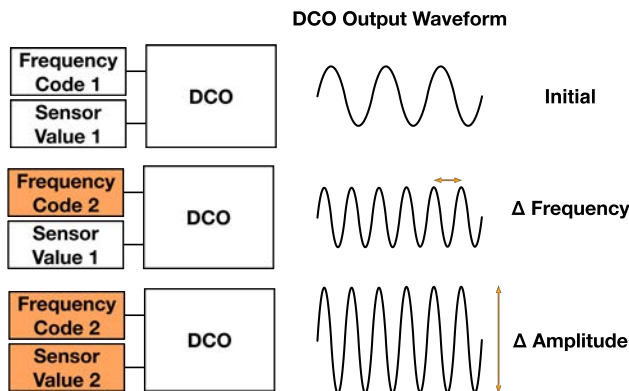 DCO Output Waveform
Frequency
Code 1
Sensor
Value 1
DCO
Initial
Frequency
Code 2
Sensor
Value 1
DCO
Δ Frequency
Frequency
Code 2
Sensor
Value 2
DCO
Δ Amplitude